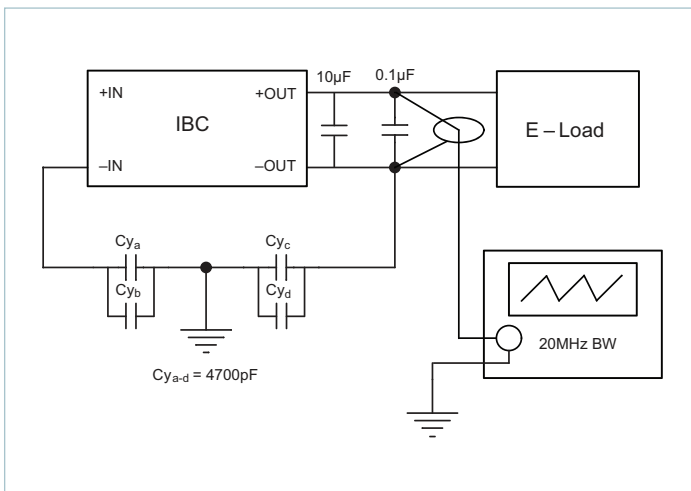 10µF
0.1µF
+IN
+OUT
IBC
E – Load
–IN
–OUT
Cya
Cyc
Cyb
Cyd
20MHz BW
Cya-d = 4700pF